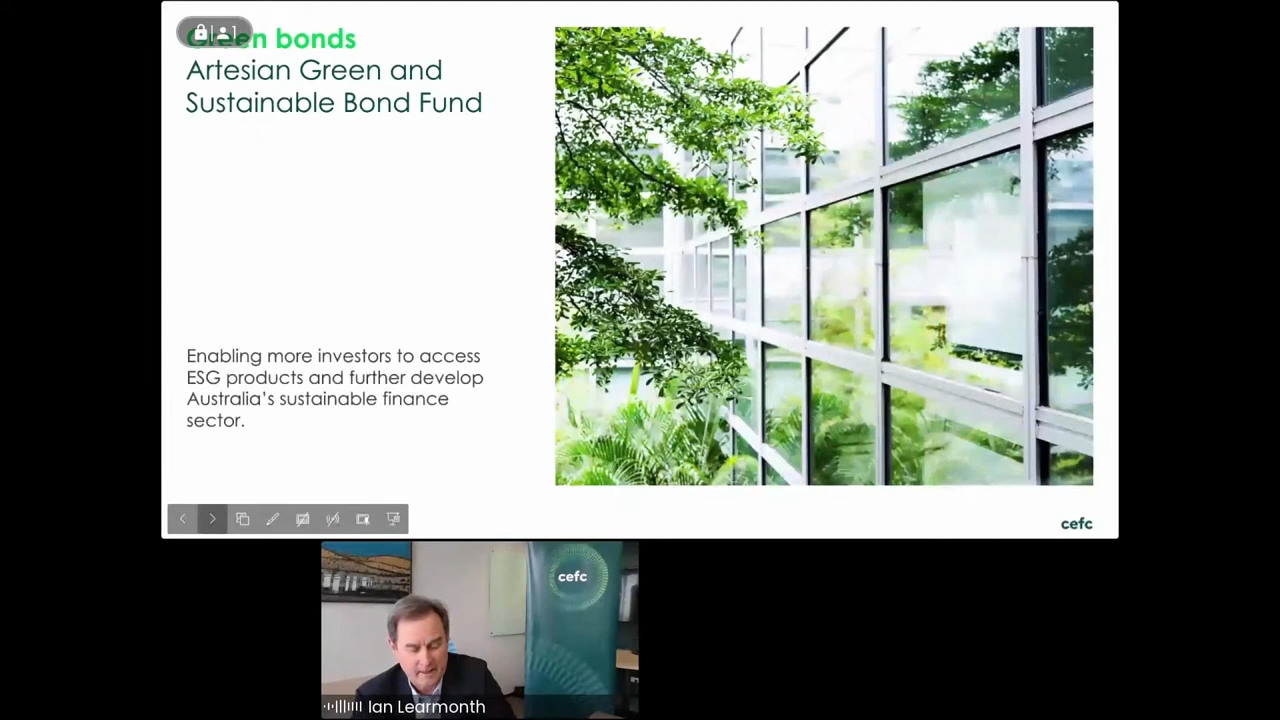 Green bonds
Artesian Green and
Sustainable Bond Fund
Enabling more investors to access
ESG products and further develop
Australia's sustainable finance
sector.
cefc
cefc
Ian Learmonth